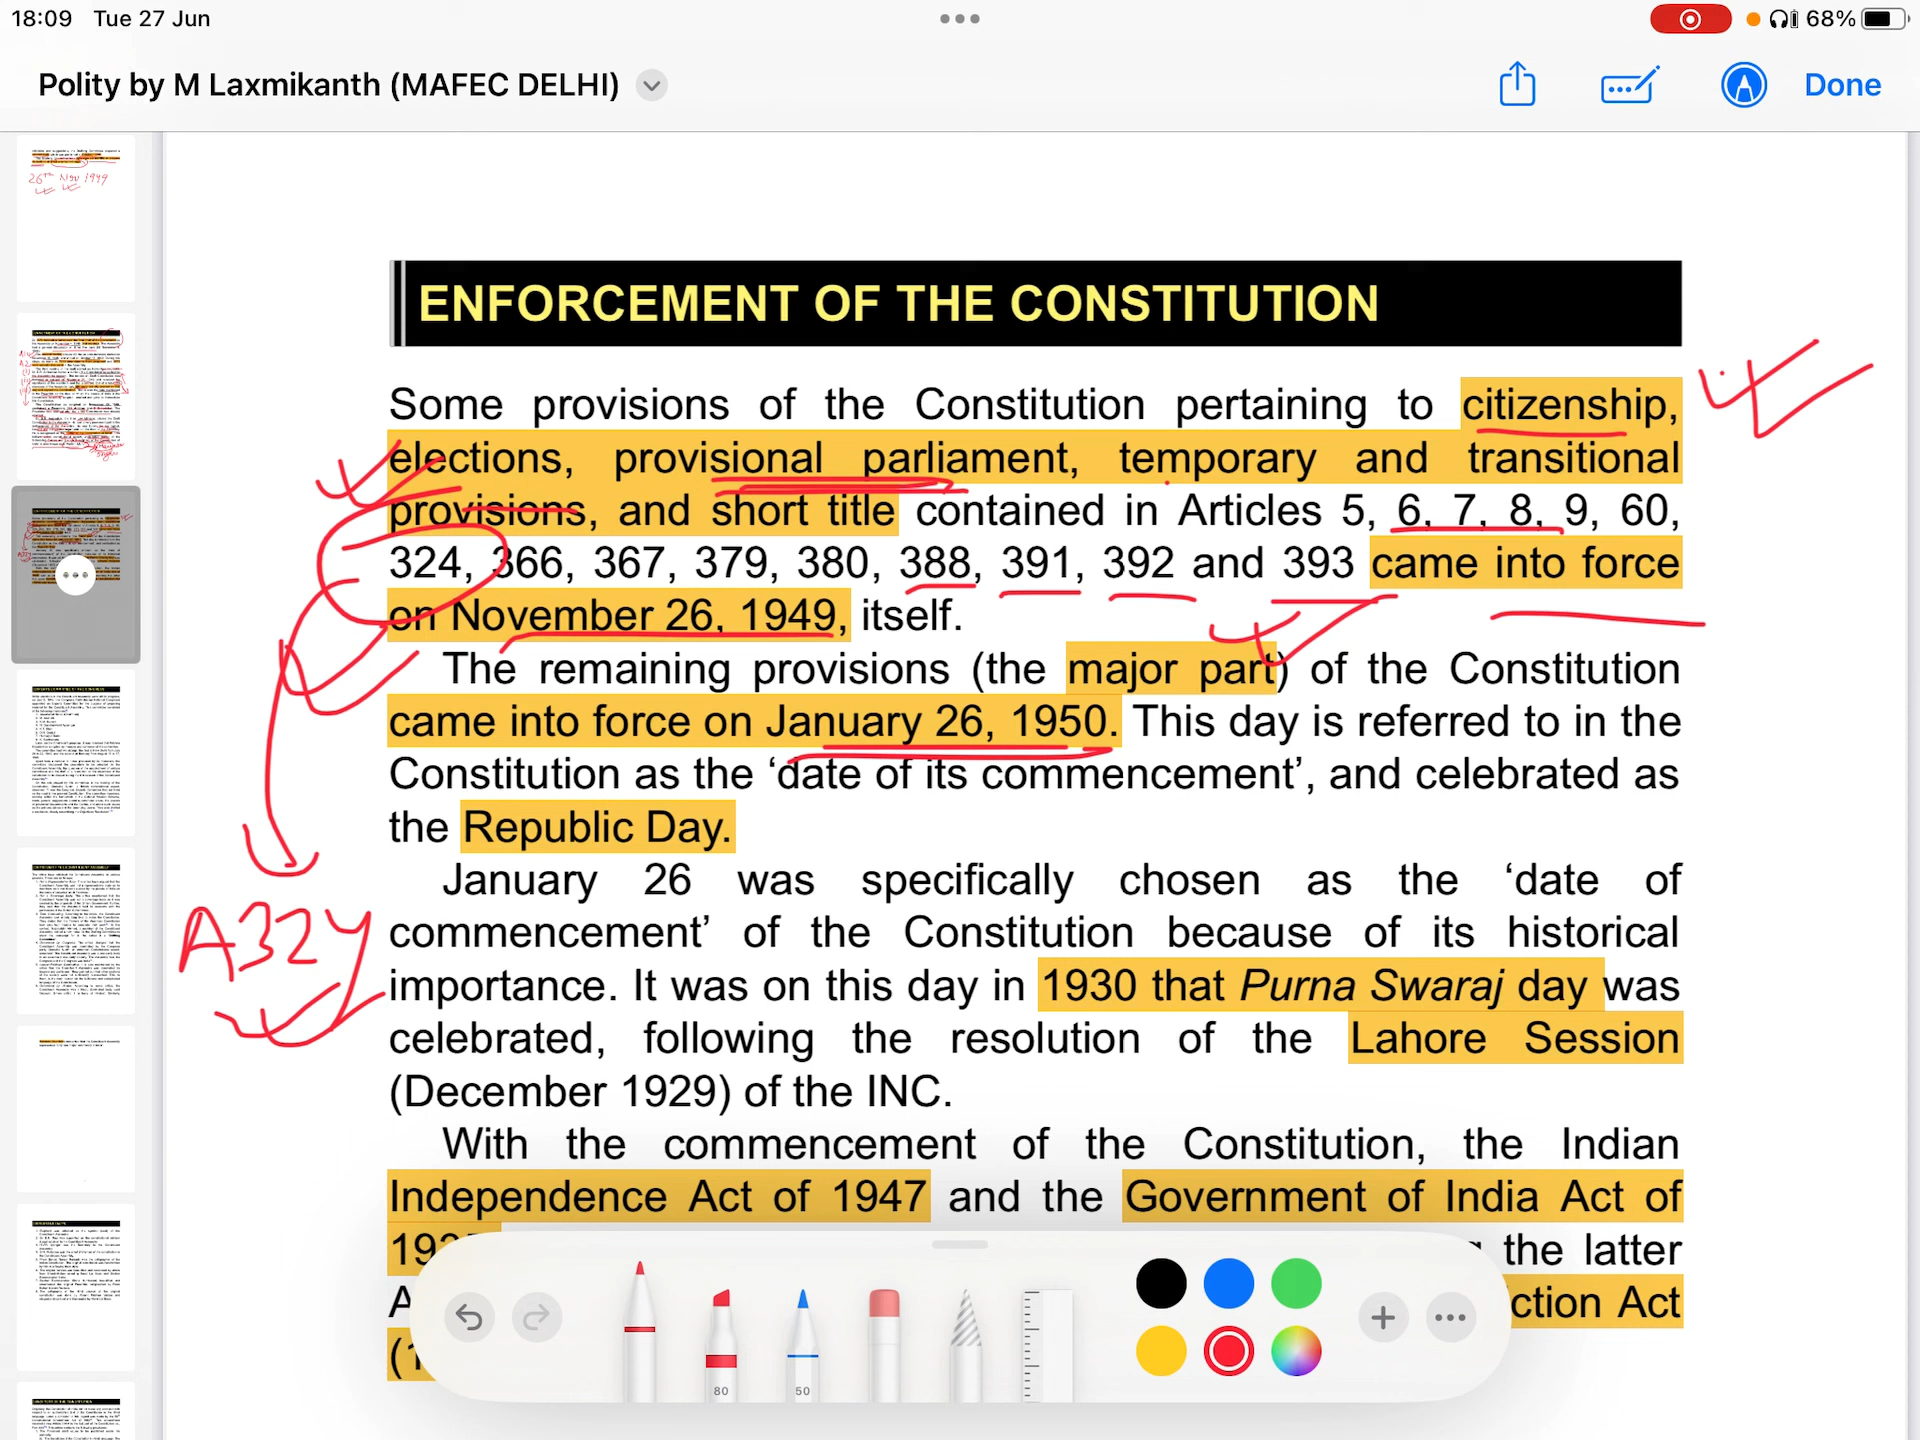 18:09 Tue 27 Jun
68%
Polity by M Laxmikanth (MAFEC DELHI)
Done
26th Nov 1949
ENFORCEMENT OF THE CONSTITUTION
Some provisions of the Constitution pertaining to citizenship,
elections, provisional parliament, temporary and transitional
provisions, and short title contained in Articles 5, 6, 7, 8, 9, 60,
324, 366, 367, 379, 380, 388, 391, 392 and 393 came into force
on November 26, 1949, itself.
The remaining provisions (the major part) of the Constitution
came into force on January 26, 1950. This day is referred to in the
Constitution as the ‘date of its commencement’, and celebrated as
the Republic Day.
January 26 was specifically chosen as the ‘date of
A324
commencement’ of the Constitution because of its historical
importance. It was on this day in 1930 that Purna Swaraj day was
celebrated, following the resolution of the Lahore Session
(December 1929) of the INC.
With the commencement of the Constitution, the Indian
Independence Act of 1947 and the Government of India Act of
the latter
Act
80
50